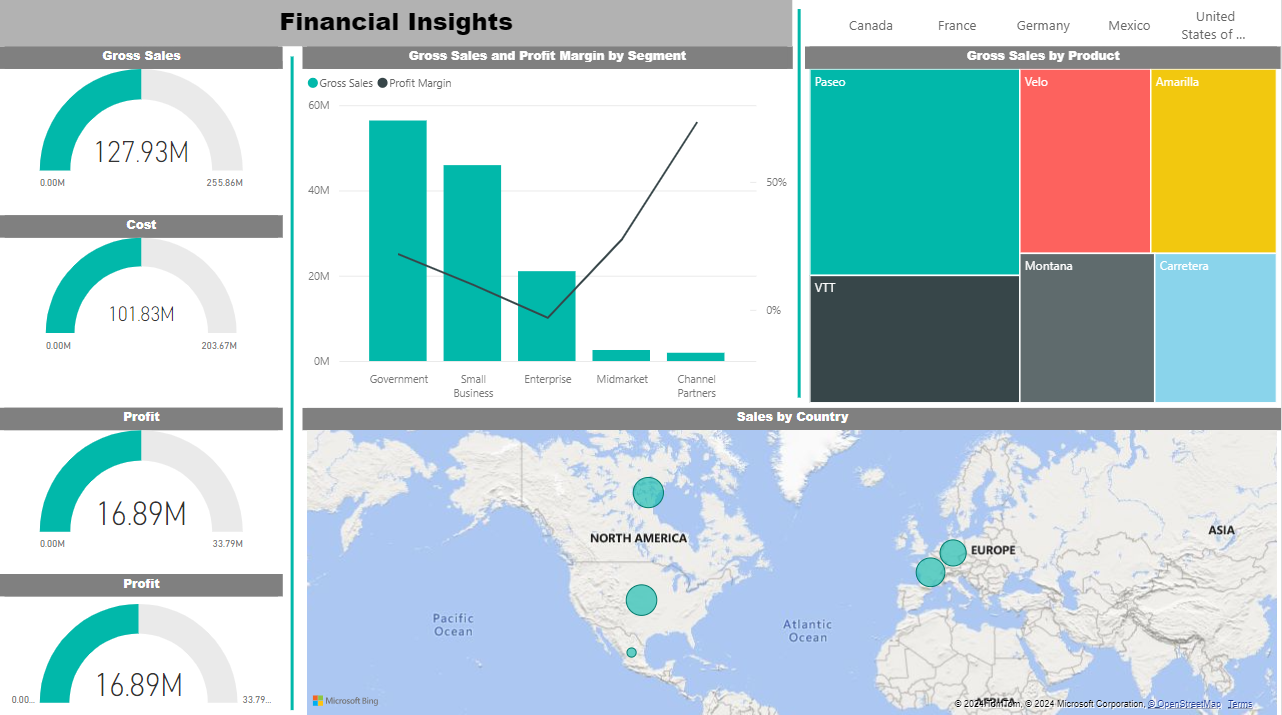 Financial Insights
Canada
France
Germany
Mexico
United
States of ...
Gross Sales
127.93M
0.00M
255.86M
Cost
101.83M
0.00M
203.67M
Profit
16.89M
0.00M
33.79M
Profit
16.89M
0.00...
33.79...
Gross Sales and Profit Margin by Segment
Gross Sales
Profit Margin
60M
40M
20M
0M
50%
0%
Government
Small
Business
Enterprise
Midmarket
Channel
Partners
Gross Sales by Product
Paseo
Velo
Amarilla
VTT
Montana
Carretera
Sales by Country
NORTH AMERICA
EUROPE
ASIA
Pacific
Ocean
Atlantic
Ocean
AFRICA
Microsoft Bing
© 2024 TomTom, © 2024 Microsoft Corporation, © OpenStreetMap Terms